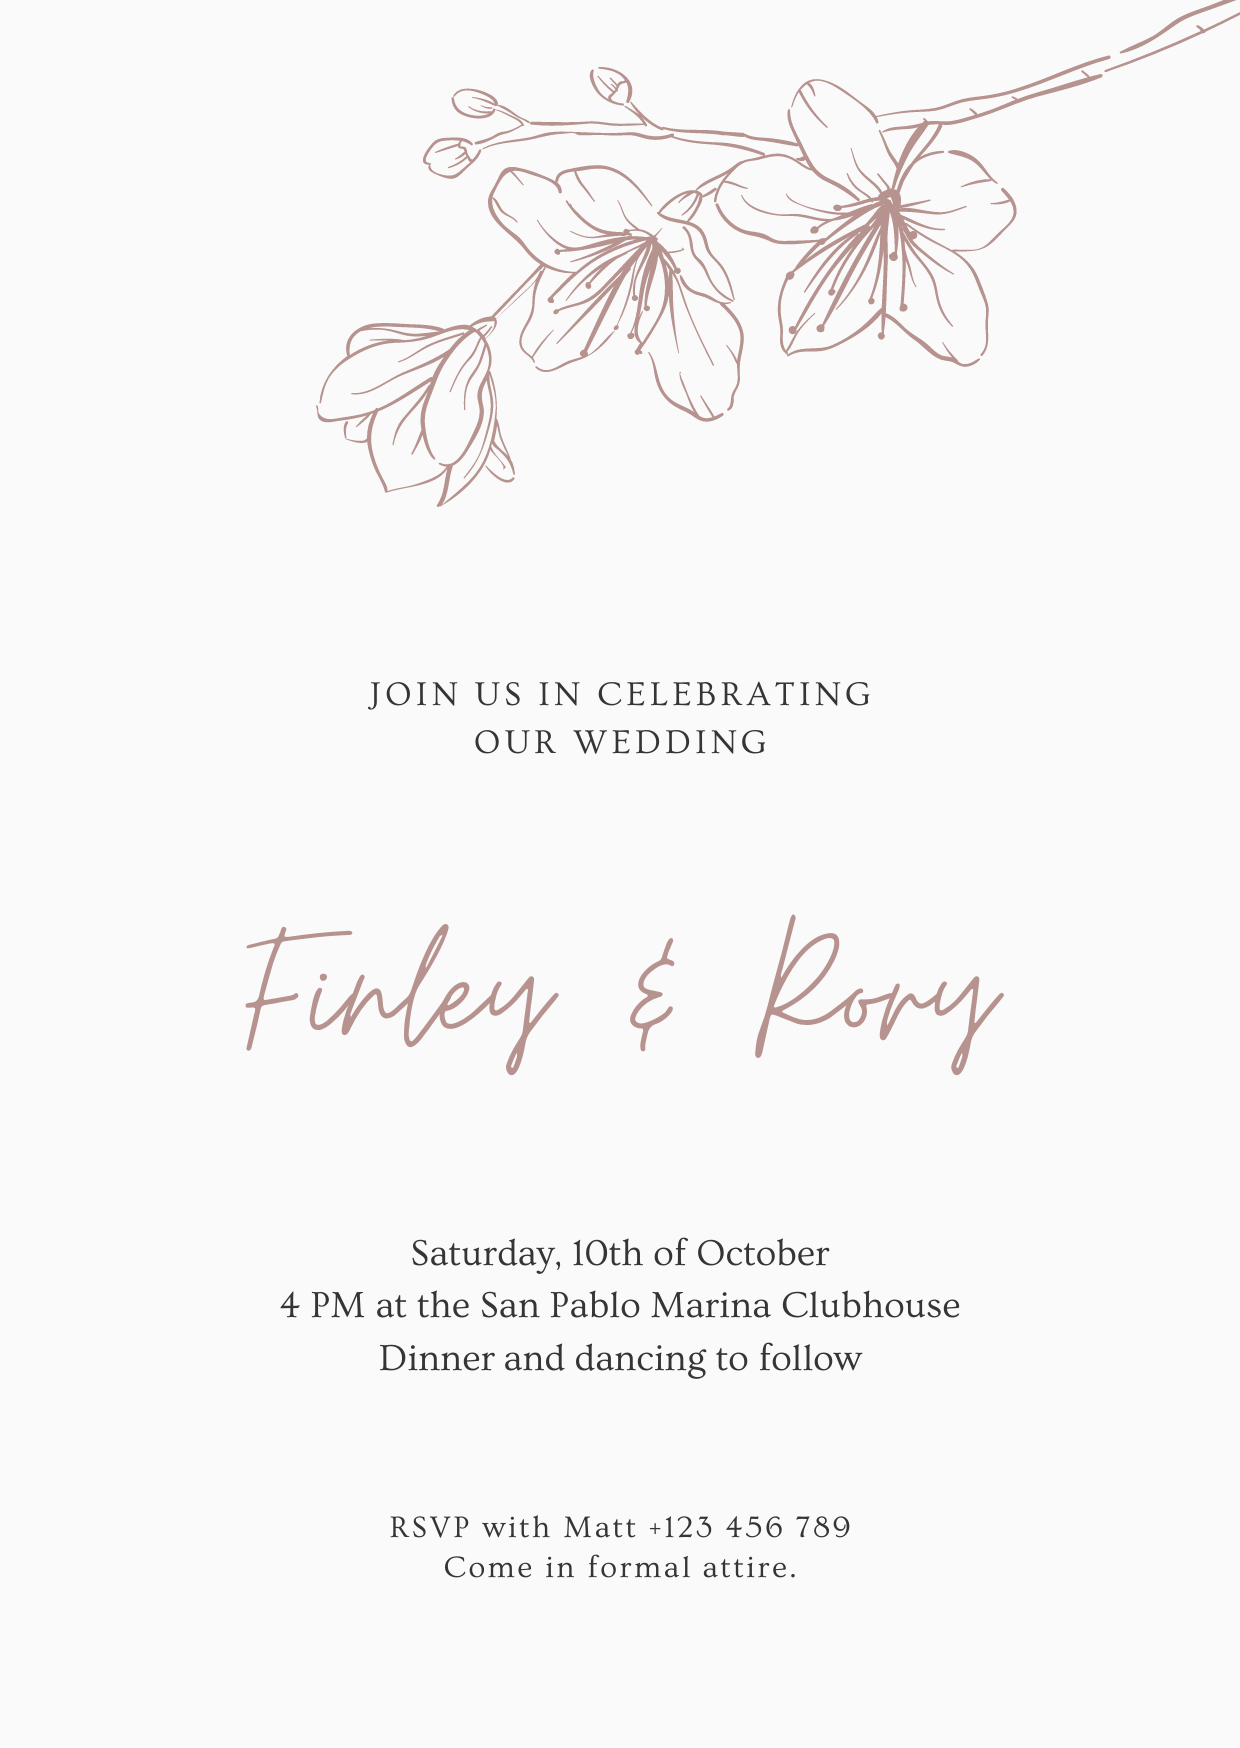 JOIN US IN CELEBRATING
OUR WEDDING
Finley & Rory
Saturday, 10th of October
4 PM at the San Pablo Marina Clubhouse
Dinner and dancing to follow
RSVP with Matt +123 456 789
Come in formal attire.